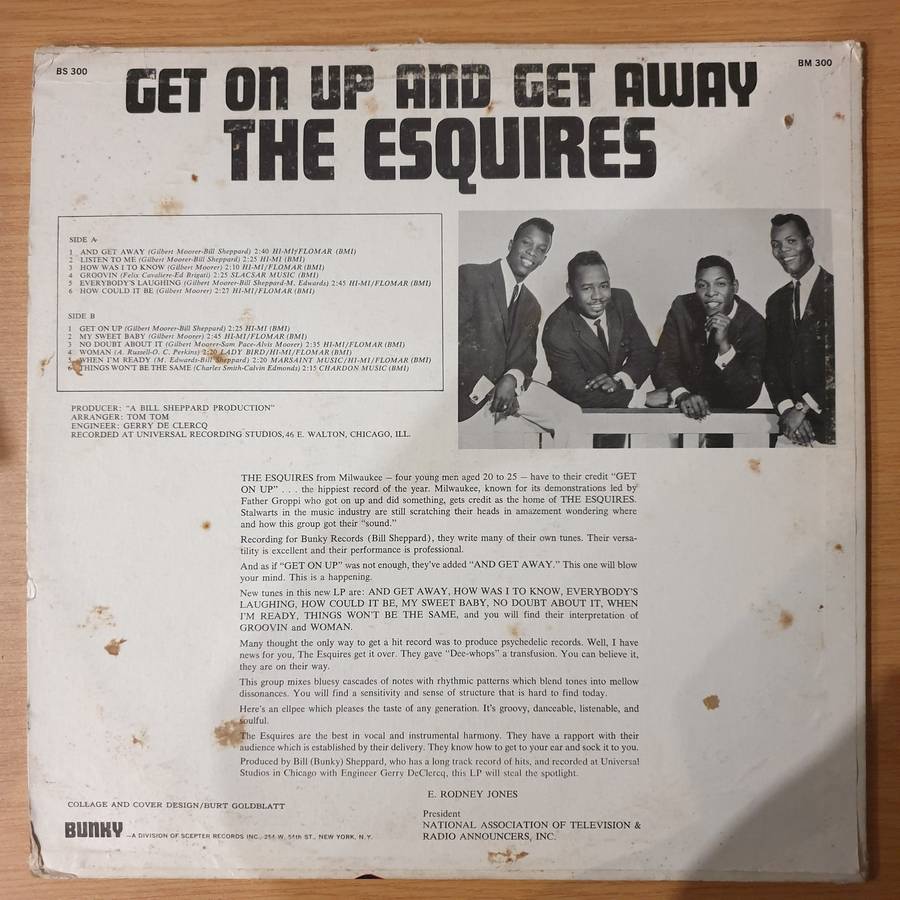 BS 300
BM 300
GET ON UP AND GET AWAY
THE ESQUIRES
SIDE A
1 AND GET AWAY (Gilbert Moorer-Bill Sheppard) 2:40 HI-MI/FLOMAR (BMI)
2 LISTEN TO ME (Gilbert Moorer-Bill Sheppard) 2:25 HI-MI (BMI)
3 HOW WAS I TO KNOW (Gilbert Moorer) 2:10 HI-MI/FLOMAR (BMI)
4 GROOVIN (Felix Cavaliere-Ed Brigati) 2:25 SLACSAR MUSIC (BMI)
5 EVERYBODY'S LAUGHING (Gilbert Moorer-Bill Sheppard-M. Edwards) 2:45 HI-MI/FLOMAR (BMI)
6 HOW COULD IT BE (Gilbert Moorer) 2:27 HI-MI/FLOMAR (BMI)
SIDE B
1 GET ON UP (Gilbert Moorer-Bill Sheppard) 2:25 HI-MI (BMI)
2 MY SWEET BABY (Gilbert Moorer) 2:45 HI-MI/FLOMAR (BMI)
3 NO DOUBT ABOUT IT (Gilbert Moorer-Sam Pace-Alvis Moorer) 2:35 HI-MI/FLOMAR (BMI)
4 WOMAN (A. Russell-O. C. Perkins) 2:20 LADY BIRD/HI-MI/FLOMAR (BMI)
5 WHEN I'M READY (M. Edwards-Bill Sheppard) 2:20 MARSAINT MUSIC/HI-MI/FLOMAR (BMI)
6 THINGS WON'T BE THE SAME (Charles Smith-Calvin Edmonds) 2:15 CHARDON MUSIC (BMI)
PRODUCER: "A BILL SHEPPARD PRODUCTION"
ARRANGER: TOM TOM
ENGINEER: GERRY DE CLERCQ
RECORDED AT UNIVERSAL RECORDING STUDIOS, 46 E. WALTON, CHICAGO, ILL.
THE ESQUIRES from Milwaukee – four young men aged 20 to 25 – have to their credit "GET
ON UP" . . . the hippiest record of the year. Milwaukee, known for its demonstrations led by
Father Groppi who got on up and did something, gets credit as the home of THE ESQUIRES.
Stalwarts in the music industry are still scratching their heads in amazement wondering where
and how this group got their "sound."
Recording for Bunky Records (Bill Sheppard), they write many of their own tunes. Their versa-
tility is excellent and their performance is professional.
And as if "GET ON UP" was not enough, they've added "AND GET AWAY." This one will blow
your mind. This is a happening.
New tunes in this new LP are: AND GET AWAY, HOW WAS I TO KNOW, EVERYBODY'S
LAUGHING, HOW COULD IT BE, MY SWEET BABY, NO DOUBT ABOUT IT, WHEN
I'M READY, THINGS WON'T BE THE SAME, and you will find their interpretation of
GROOVIN and WOMAN.
Many thought the only way to get a hit record was to produce psychedelic records. Well, I have
news for you, The Esquires get it over. They gave "Dee-whops" a transfusion. You can believe it,
they are on their way.
This group mixes bluesy cascades of notes with rhythmic patterns which blend tones into mellow
dissonances. You will find a sensitivity and sense of structure that is hard to find today.
Here's an ellpee which pleases the taste of any generation. It's groovy, danceable, listenable, and
soulful.
The Esquires are the best in vocal and instrumental harmony. They have a rapport with their
audience which is established by their delivery. They know how to get to your ear and sock it to you.
Produced by Bill (Bunky) Sheppard, who has a long track record of hits, and recorded at Universal
Studios in Chicago with Engineer Gerry DeClercq, this LP will steal the spotlight.
E. RODNEY JONES
President
NATIONAL ASSOCIATION OF TELEVISION &
RADIO ANNOUNCERS, INC.
COLLAGE AND COVER DESIGN/BURT GOLDBLATT
BUNKY –A DIVISION OF SCEPTER RECORDS INC., 254 W. 54th ST., NEW YORK, N.Y.